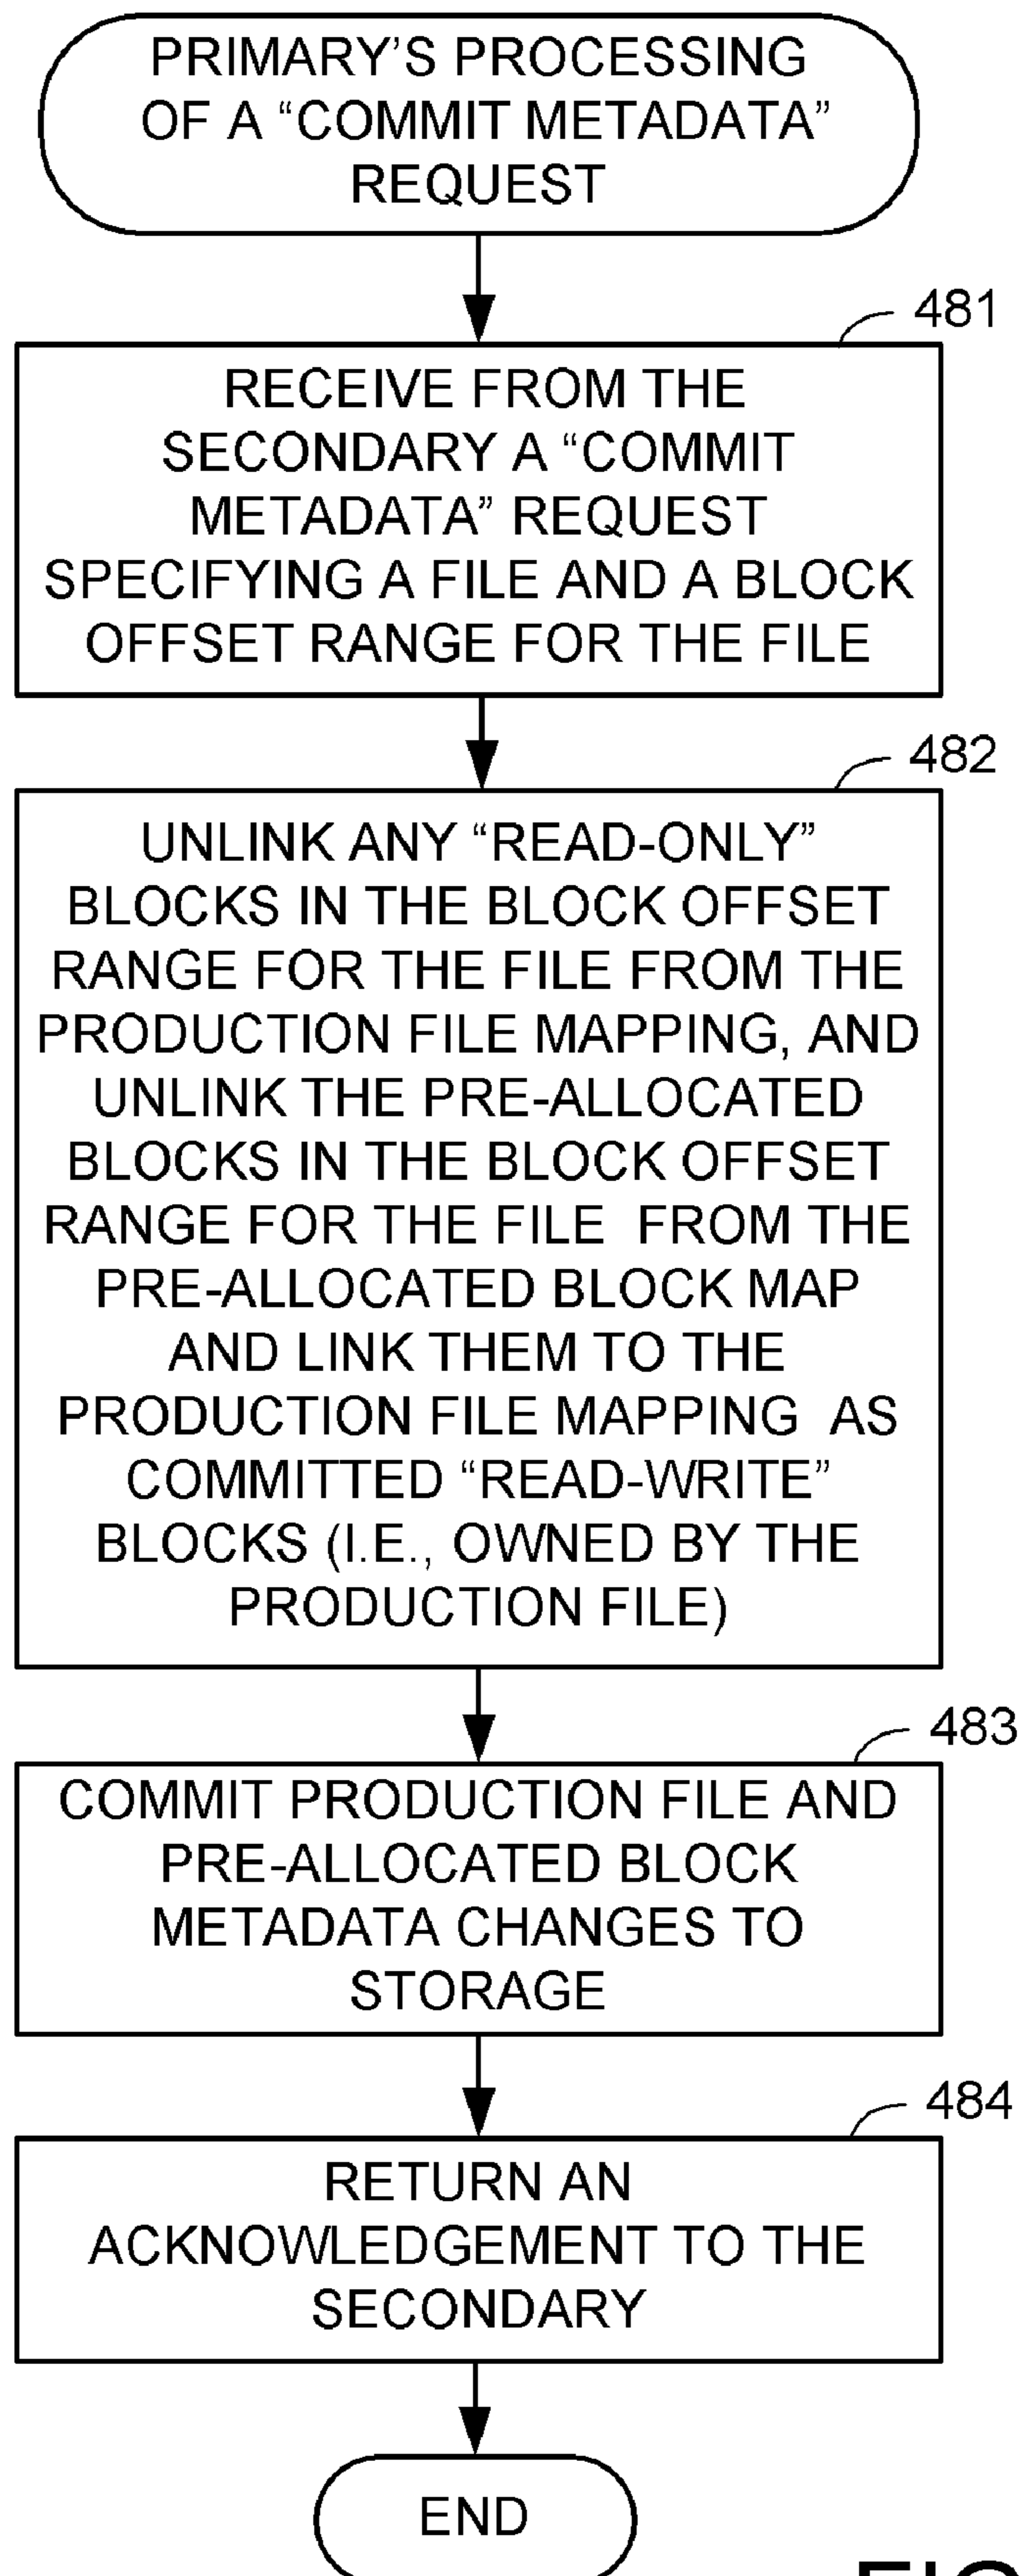 PRIMARY'S PROCESSING
OF A “COMMIT METADATA”
REQUEST
481
RECEIVE FROM THE
SECONDARY A “COMMIT
METADATA” REQUEST
SPECIFYING A FILE AND A BLOCK
OFFSET RANGE FOR THE FILE
482
UNLINK ANY “READ-ONLY”
BLOCKS IN THE BLOCK OFFSET
RANGE FOR THE FILE FROM THE
PRODUCTION FILE MAPPING, AND
UNLINK THE PRE-ALLOCATED
BLOCKS IN THE BLOCK OFFSET
RANGE FOR THE FILE FROM THE
PRE-ALLOCATED BLOCK MAP
AND LINK THEM TO THE
PRODUCTION FILE MAPPING AS
COMMITTED “READ-WRITE”
BLOCKS (I.E., OWNED BY THE
PRODUCTION FILE)
483
COMMIT PRODUCTION FILE AND
PRE-ALLOCATED BLOCK
METADATA CHANGES TO
STORAGE
484
RETURN AN
ACKNOWLEDGEMENT TO THE
SECONDARY
END